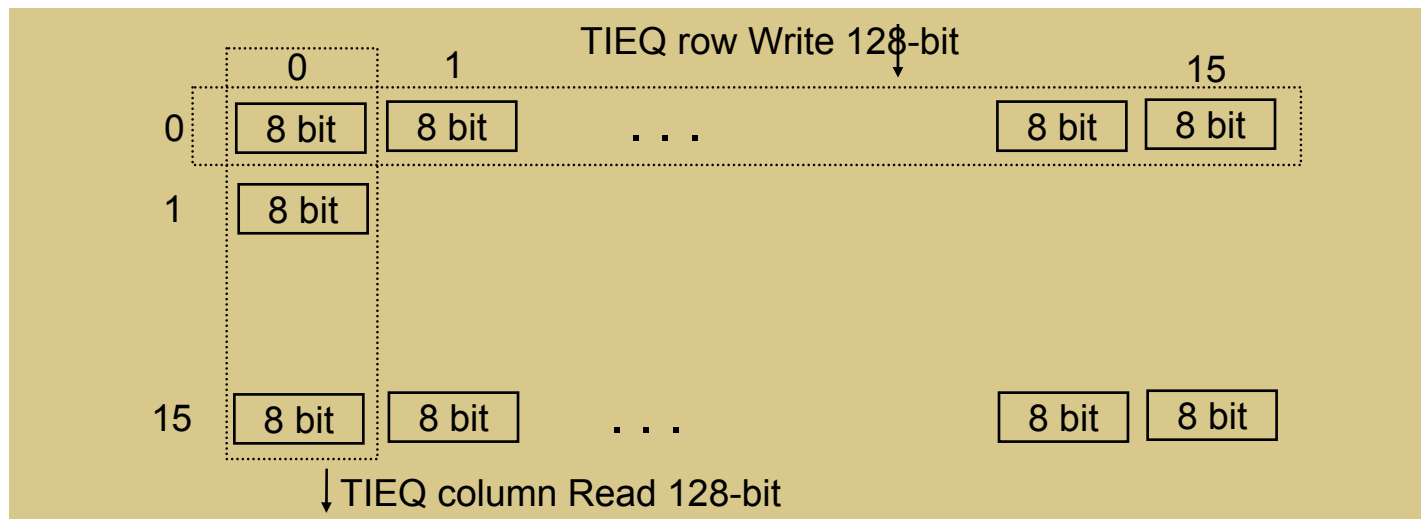 TIEQ row Write 128-bit
0 1 15
0 8 bit 8 bit . . . 8 bit 8 bit
1 8 bit
15 8 bit 8 bit . . . 8 bit 8 bit
TIEQ column Read 128-bit